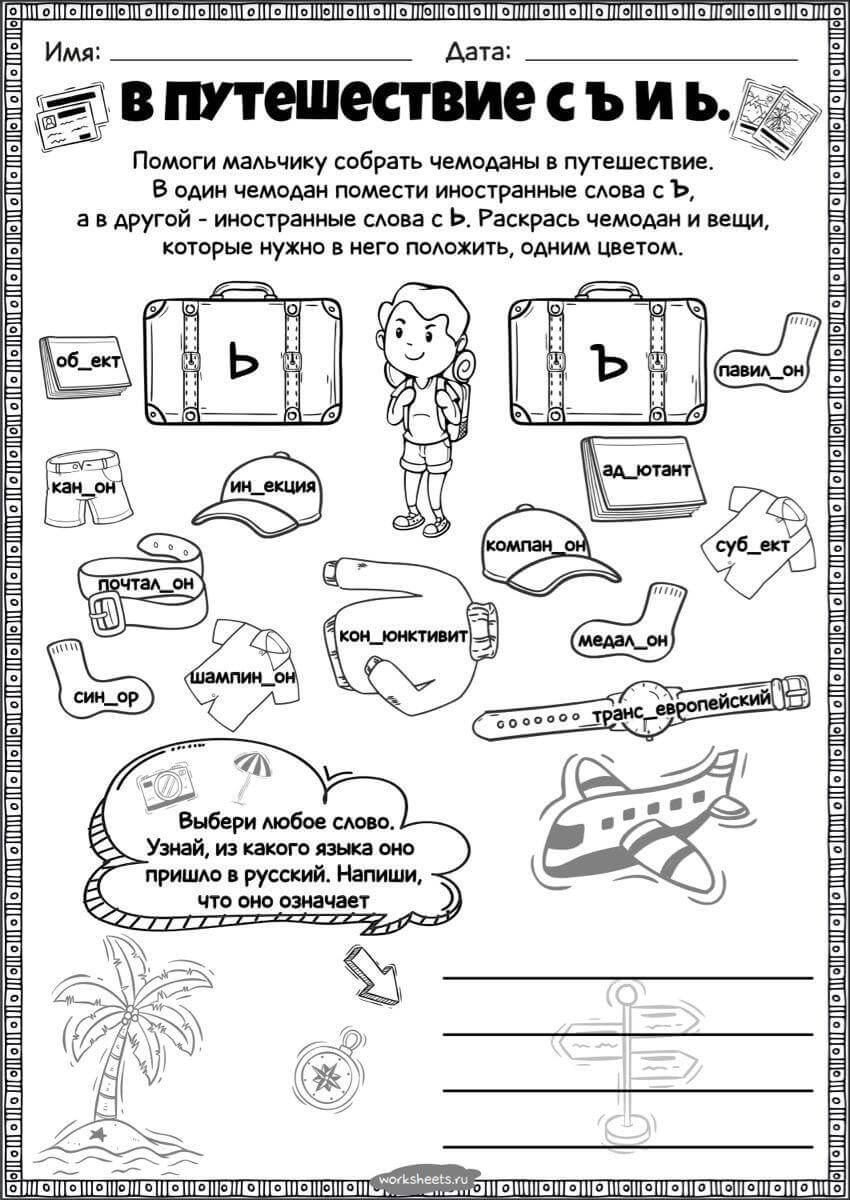 Имя: Дата:
В ПУТЕШЕСТВИЕ С Ъ И Ь.
Помоги мальчику собрать чемоданы в путешествие.
В один чемодан помести иностранные слова с Ъ,
а в другой - иностранные слова с Ь. Раскрась чемодан и вещи,
которые нужно в него положить, одним цветом.
об_ект
Ь
Ъ
павил_он
кан_он
ин_екция
ад_ютант
компан_он
суб_ект
почтал_он
кон_юнктивит
медал_он
син_ор
шампин_он
транс_европейский
Выбери любое слово.
Узнай, из какого языка оно
пришло в русский. Напиши,
что оно означает
worksheets.ru